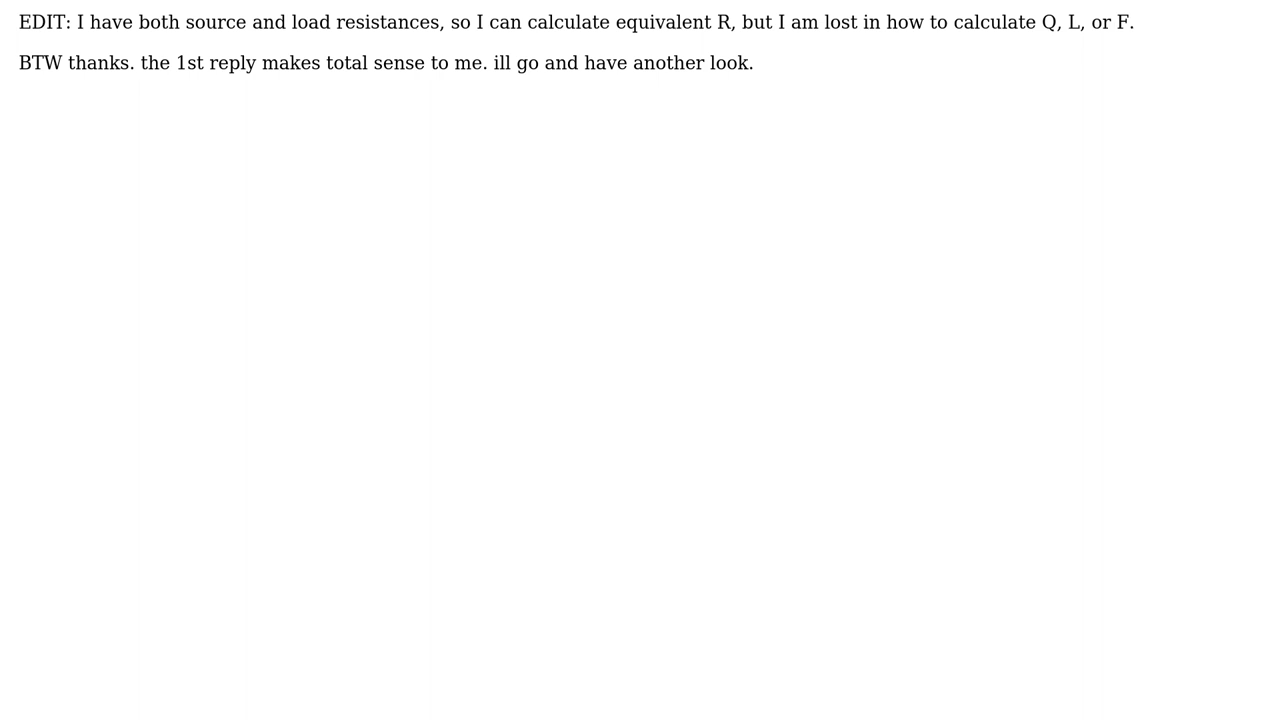 EDIT: I have both source and load resistances, so I can calculate equivalent R, but I am lost in how to calculate Q, L, or F.
BTW thanks. the 1st reply makes total sense to me. ill go and have another look.